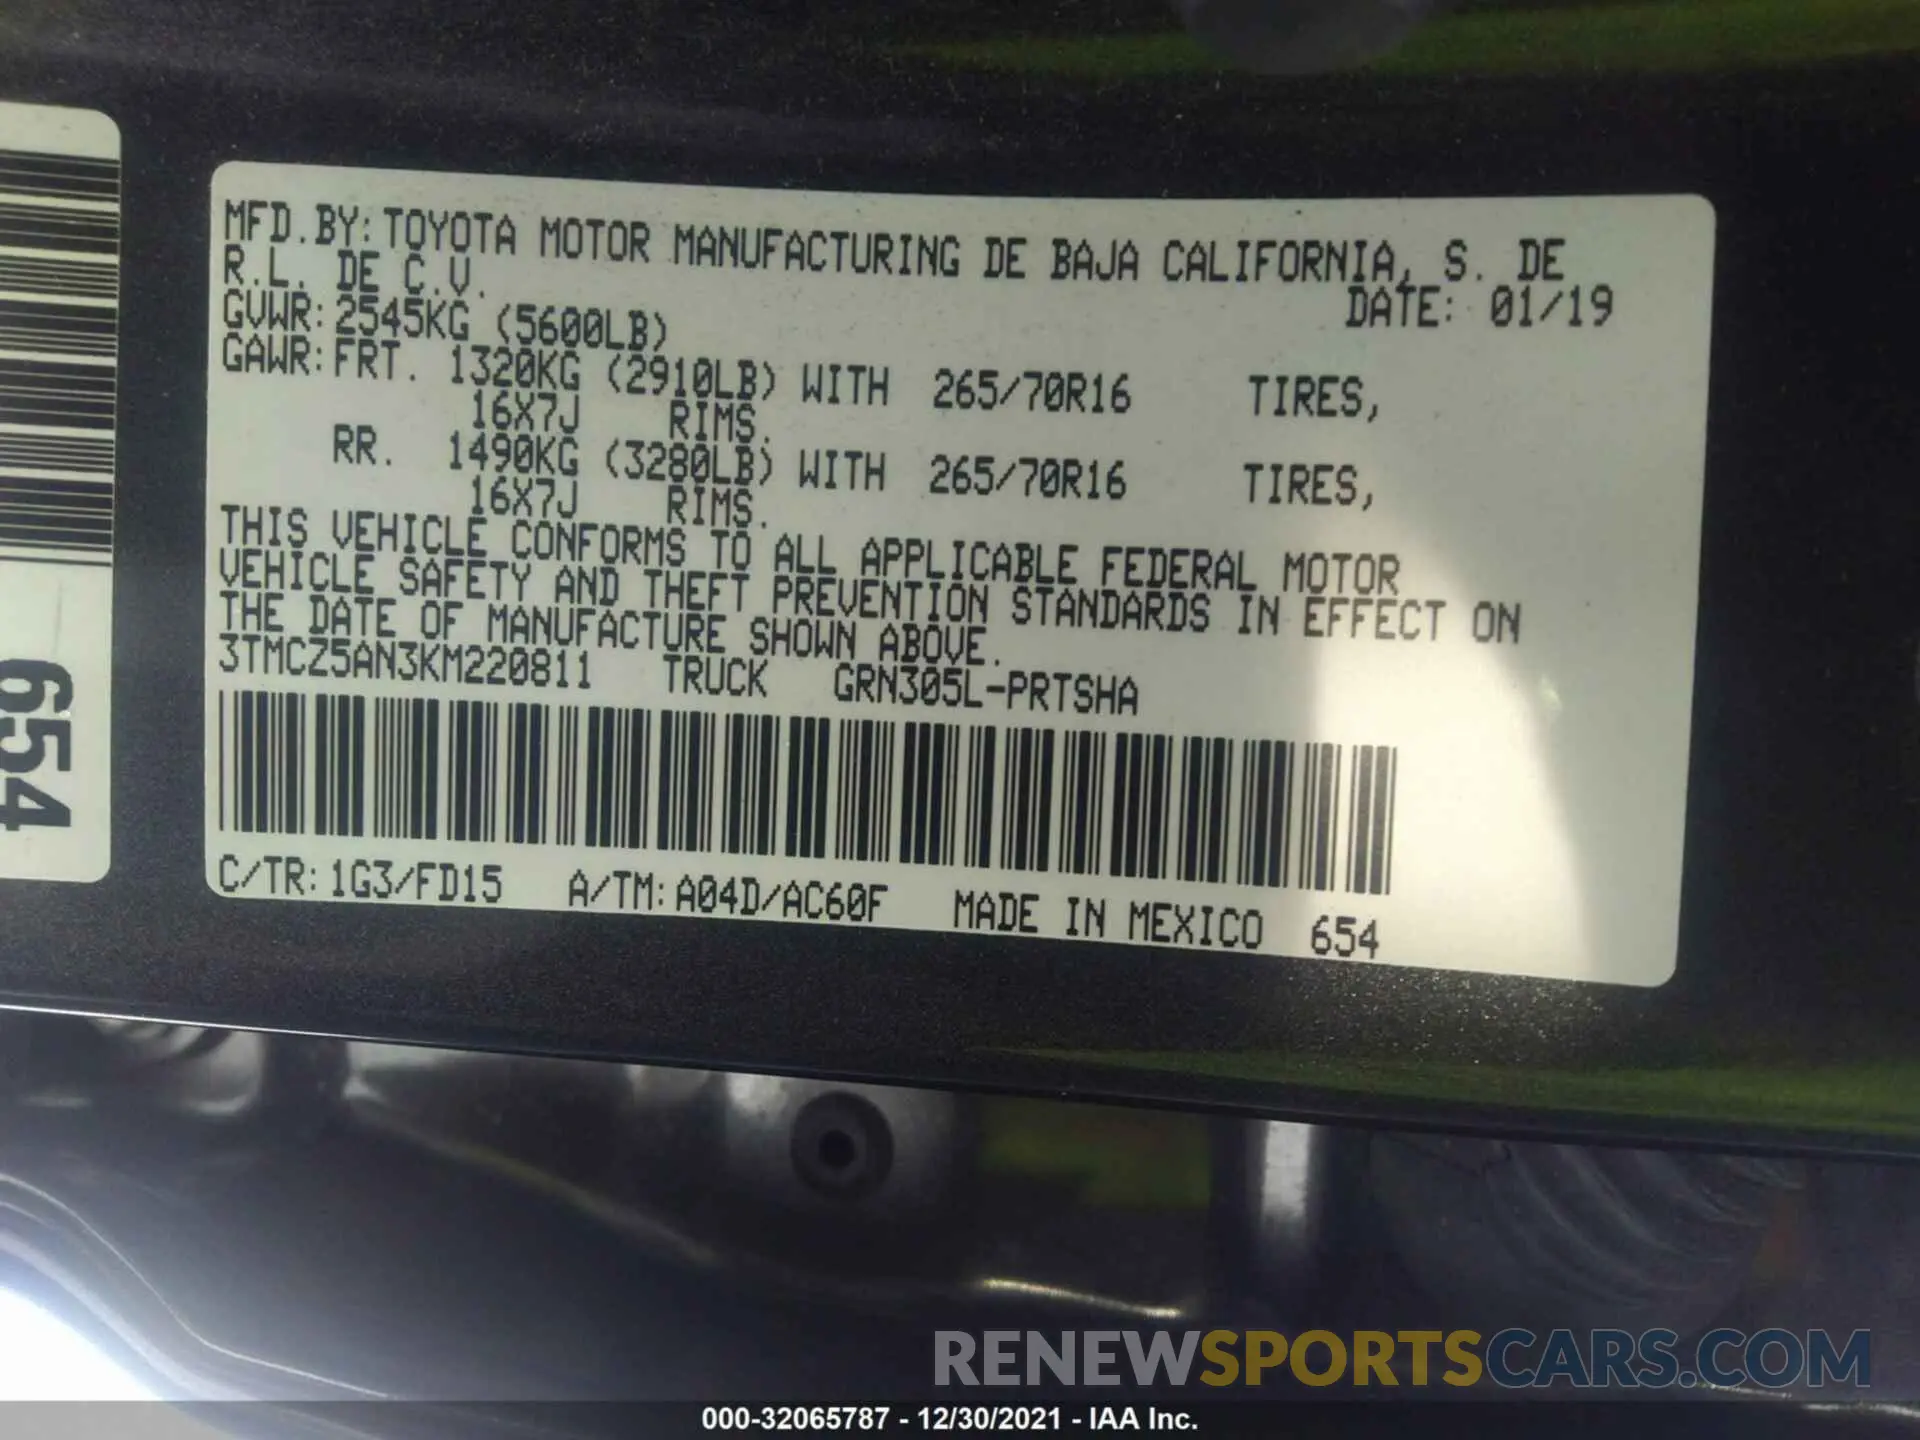 MFD.BY:TOYOTA MOTOR MANUFACTURING DE BAJA CALIFORNIA, S. DE
R.L. DE C.V.
DATE: 01/19
GVWR:2545KG (5600LB)
GAWR:FRT. 1320KG (2910LB) WITH 265/70R16 TIRES,
16X7J RIMS.
RR. 1490KG (3280LB) WITH 265/70R16 TIRES,
16X7J RIMS.
THIS VEHICLE CONFORMS TO ALL APPLICABLE FEDERAL MOTOR
VEHICLE SAFETY AND THEFT PREVENTION STANDARDS IN EFFECT ON
THE DATE OF MANUFACTURE SHOWN ABOVE.
3TMCZ5AN3KM220811 TRUCK GRN305L-PRTSHA
C/TR:1G3/FD15 A/TM:A04D/AC60F MADE IN MEXICO 654
654
RENEWSPORTSCARS.COM
000-32065787 - 12/30/2021 - IAA Inc.